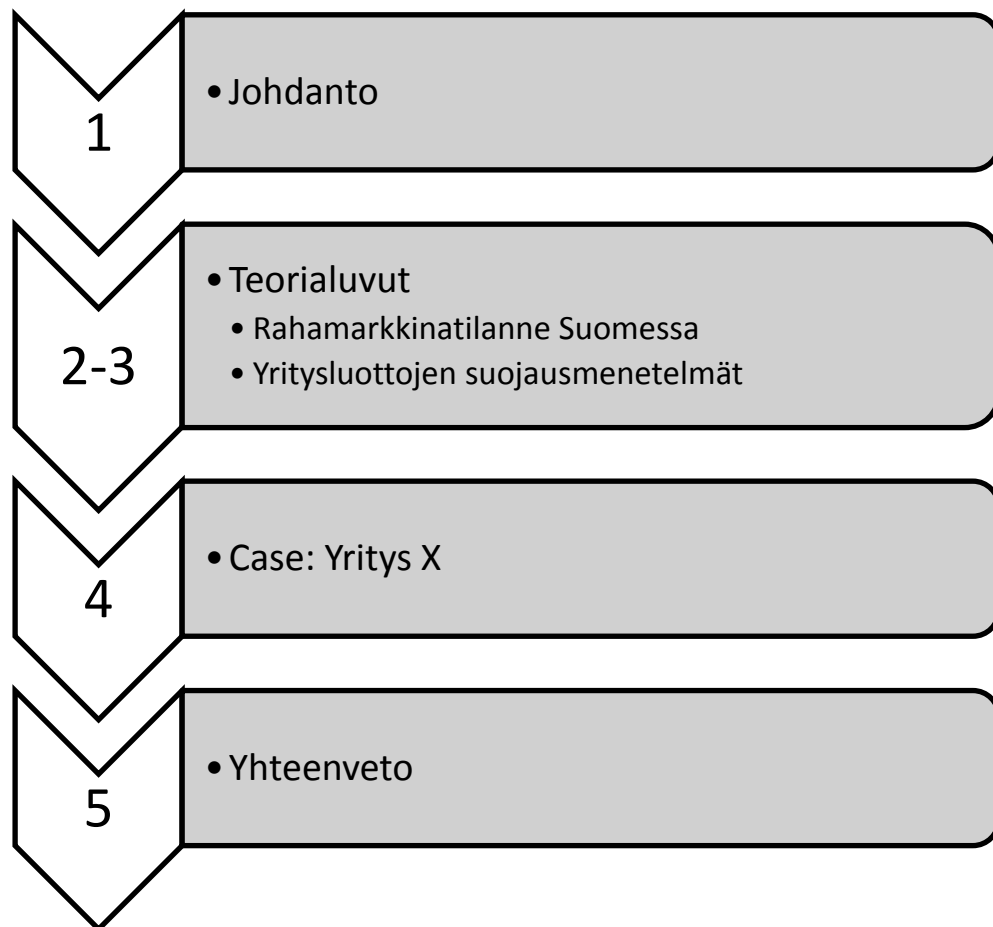 1
• Johdanto
2-3
• Teorialuvut
• Rahamarkkinatilanne Suomessa
• Yritysluottojen suojausmenetelmät
4
• Case: Yritys X
5
• Yhteenveto